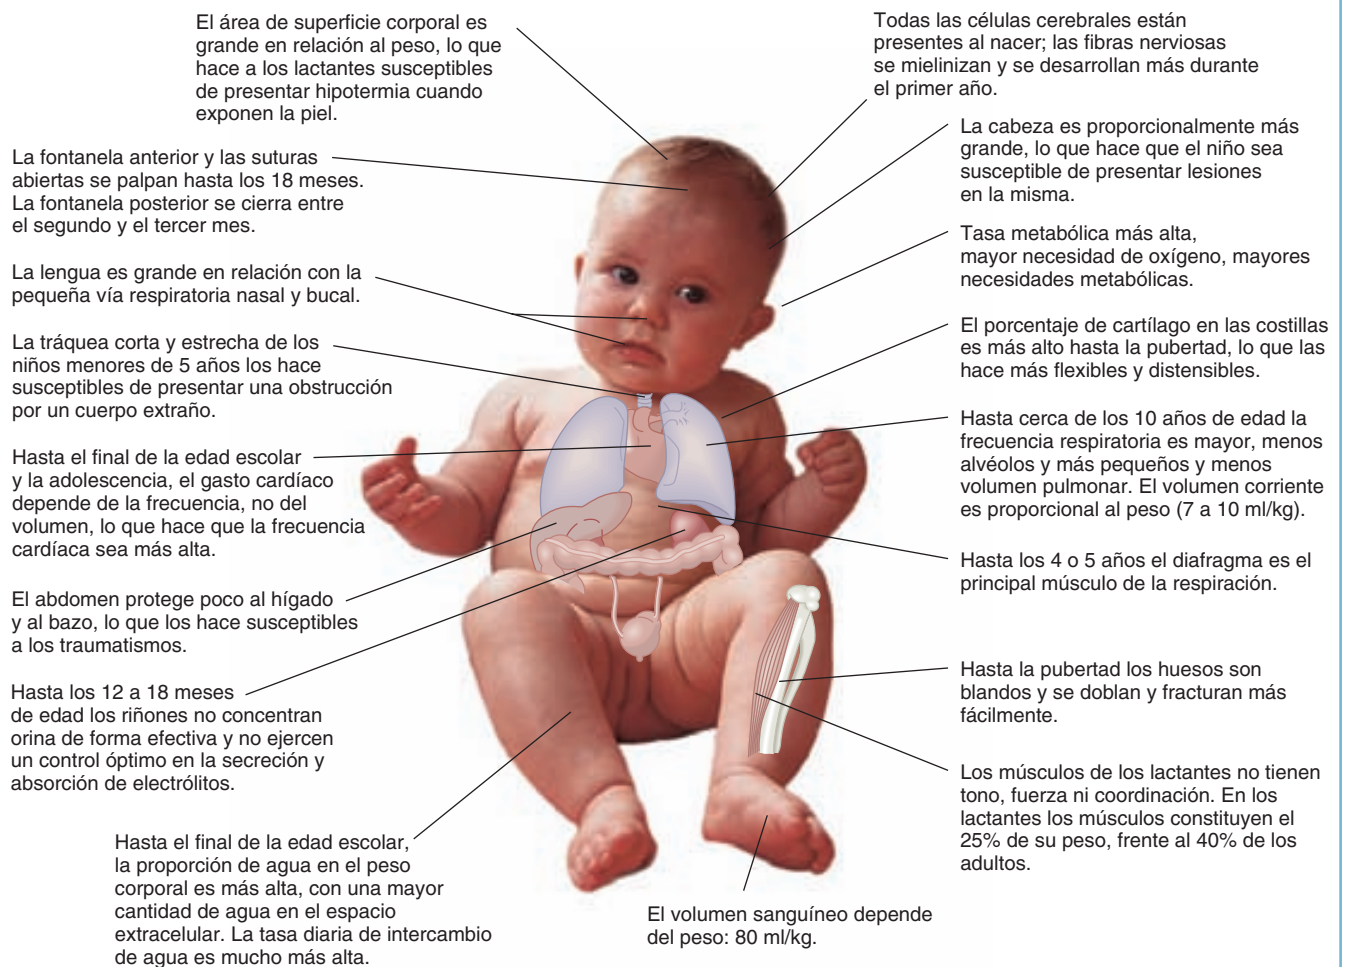 El área de superficie corporal es
grande en relación al peso, lo que
hace a los lactantes susceptibles
de presentar hipotermia cuando
exponen la piel.
La fontanela anterior y las suturas
abiertas se palpan hasta los 18 meses.
La fontanela posterior se cierra entre
el segundo y el tercer mes.
La lengua es grande en relación con la
pequeña vía respiratoria nasal y bucal.
La tráquea corta y estrecha de los
niños menores de 5 años los hace
susceptibles de presentar una obstrucción
por un cuerpo extraño.
Hasta el final de la edad escolar
y la adolescencia, el gasto cardíaco
depende de la frecuencia, no del
volumen, lo que hace que la frecuencia
cardíaca sea más alta.
El abdomen protege poco al hígado
y al bazo, lo que los hace susceptibles
a los traumatismos.
Hasta los 12 a 18 meses
de edad los riñones no concentran
orina de forma efectiva y no ejercen
un control óptimo en la secreción y
absorción de electrólitos.
Hasta el final de la edad escolar,
la proporción de agua en el peso
corporal es más alta, con una mayor
cantidad de agua en el espacio
extracelular. La tasa diaria de intercambio
de agua es mucho más alta.
Todas las células cerebrales están
presentes al nacer; las fibras nerviosas
se mielinizan y se desarrollan más durante
el primer año.
La cabeza es proporcionalmente más
grande, lo que hace que el niño sea
susceptible de presentar lesiones
en la misma.
Tasa metabólica más alta,
mayor necesidad de oxígeno, mayores
necesidades metabólicas.
El porcentaje de cartílago en las costillas
es más alto hasta la pubertad, lo que las
hace más flexibles y distensibles.
Hasta cerca de los 10 años de edad la
frecuencia respiratoria es mayor, menos
alvéolos y más pequeños y menos
volumen pulmonar. El volumen corriente
es proporcional al peso (7 a 10 ml/kg).
Hasta los 4 o 5 años el diafragma es el
principal músculo de la respiración.
Hasta la pubertad los huesos son
blandos y se doblan y fracturan más
fácilmente.
Los músculos de los lactantes no tienen
tono, fuerza ni coordinación. En los
lactantes los músculos constituyen el
25% de su peso, frente al 40% de los
adultos.
El volumen sanguíneo depende
del peso: 80 ml/kg.